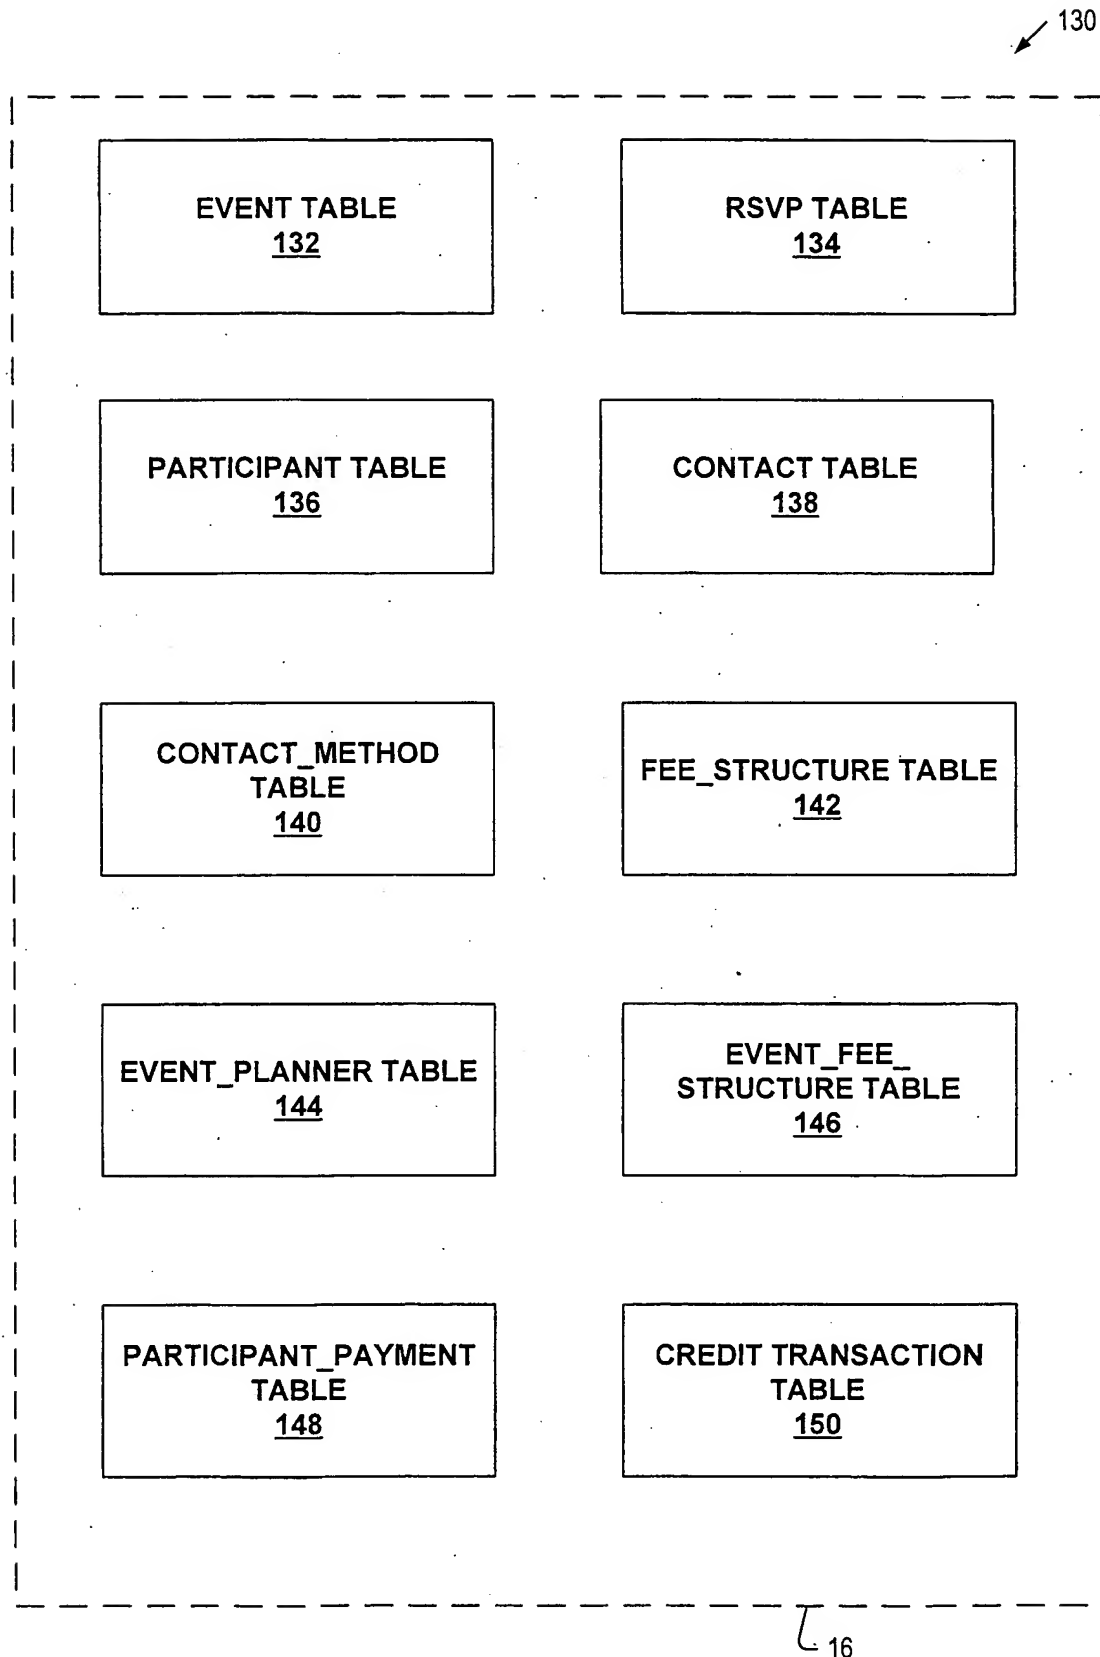 130
EVENT TABLE
132
RSVP TABLE
134
PARTICIPANT TABLE
136
CONTACT TABLE
138
CONTACT_METHOD
TABLE
140
FEE_STRUCTURE TABLE
142
EVENT_PLANNER TABLE
144
EVENT_FEE_
STRUCTURE TABLE
146
PARTICIPANT_PAYMENT
TABLE
148
CREDIT TRANSACTION
TABLE
150
16